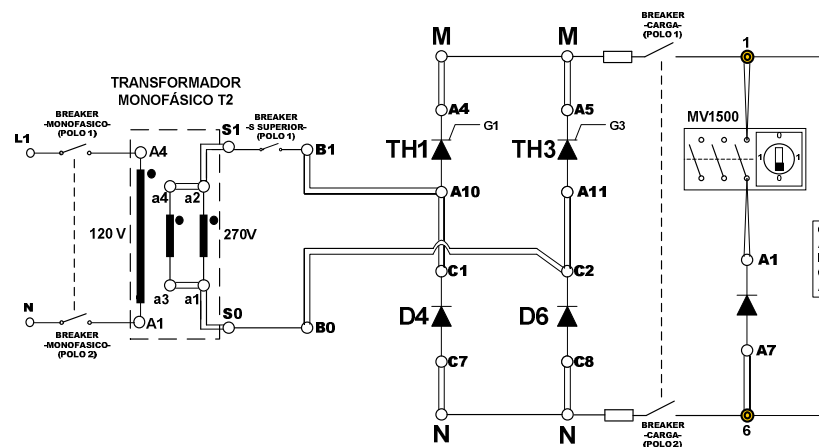 BREAKER
-CARGA-
(POLO 1)
M
M
1
TRANSFORMADOR
MONOFÁSICO T2
A4
A5
MV1500
BREAKER
-MONOFASICO-
(POLO 1)
S1
BREAKER
-S SUPERIOR-
(POLO 1)
G1
G3
L1
A4
B1
TH1
TH3
0
1
1
0
a4
a2
A10
A11
120 V
270V
C1
C2
A1
N
a3
a1
S0
D4
D6
A1
B0
BREAKER
-MONOFASICO-
(POLO 2)
C7
C8
A7
N
N
6
BREAKER
-CARGA-
(POLO 2)